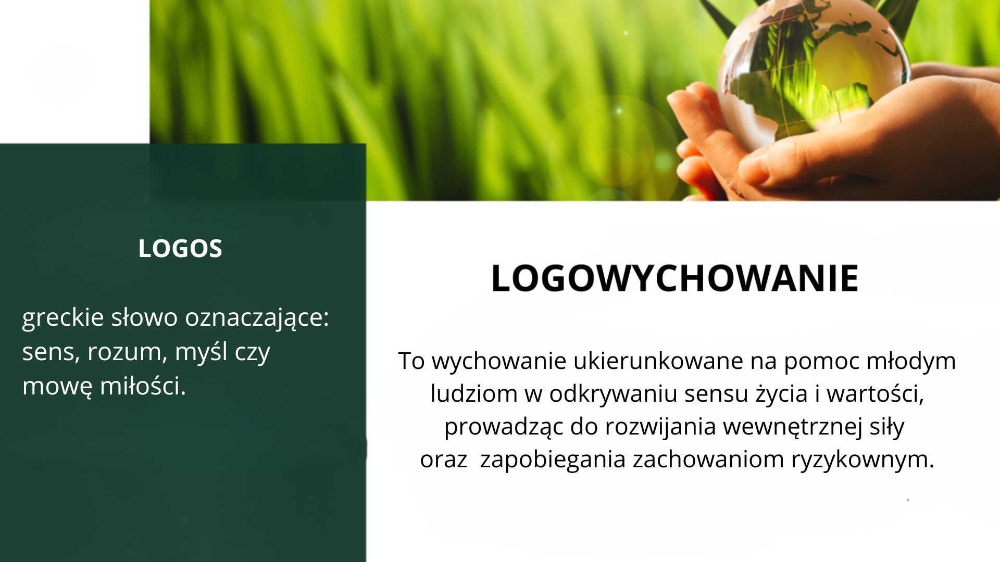 LOGOS
greckie słowo oznaczające:
sens, rozum, myśl czy
mowę miłości.
LOGOWYCHOWANIE
To wychowanie ukierunkowane na pomoc młodym
ludziom w odkrywaniu sensu życia i wartości,
prowadząc do rozwijania wewnętrznej siły
oraz  zapobiegania zachowaniom ryzykownym.